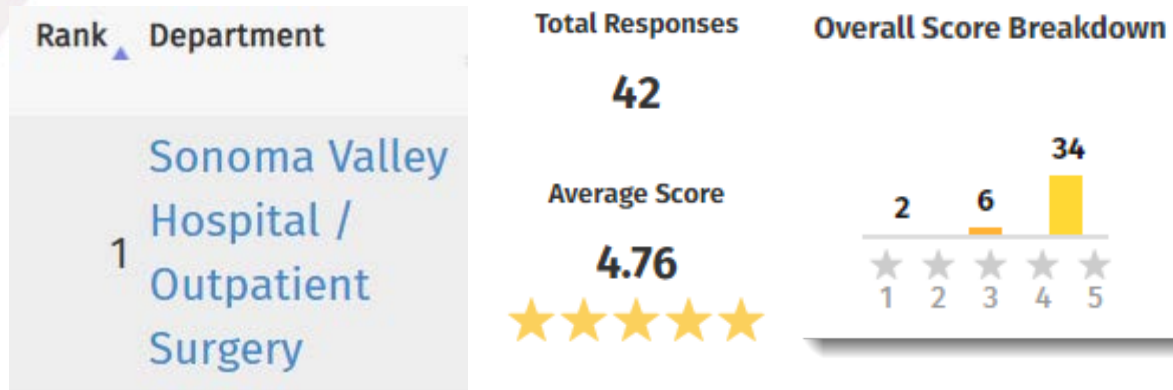 Rank Department
Sonoma Valley
Hospital /
1
Outpatient
Surgery
Total Responses
42
Average Score
4.76
Overall Score Breakdown
2 6 34
1 2 3 4 5